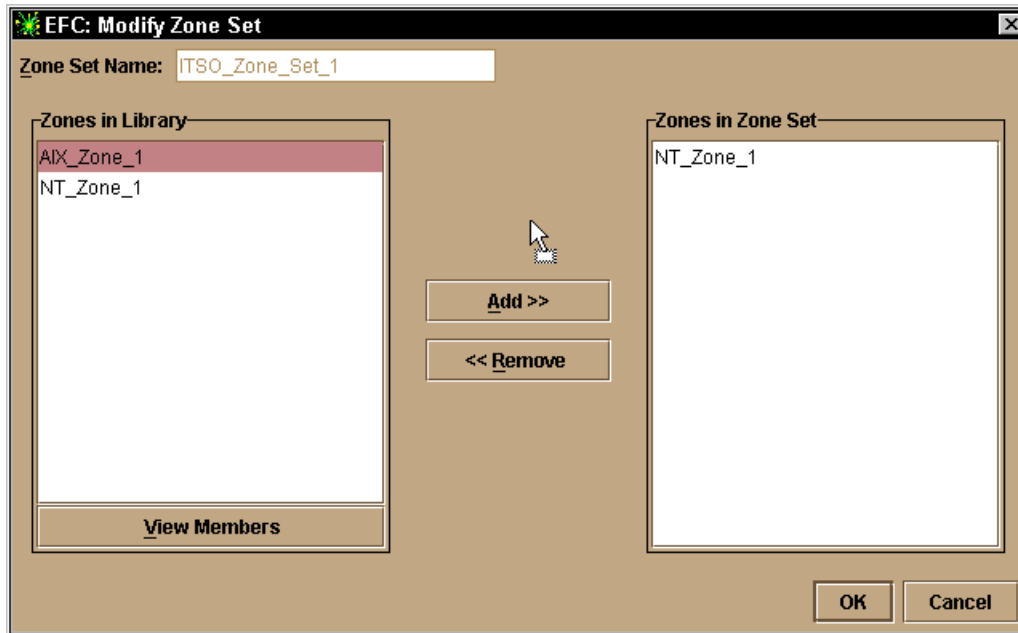 EFC: Modify Zone Set
Zone Set Name: ITSO_Zone_Set_1
Zones in Library
AIX_Zone_1
NT_Zone_1
View Members
Add >>
<< Remove
Zones in Zone Set
NT_Zone_1
OK
Cancel